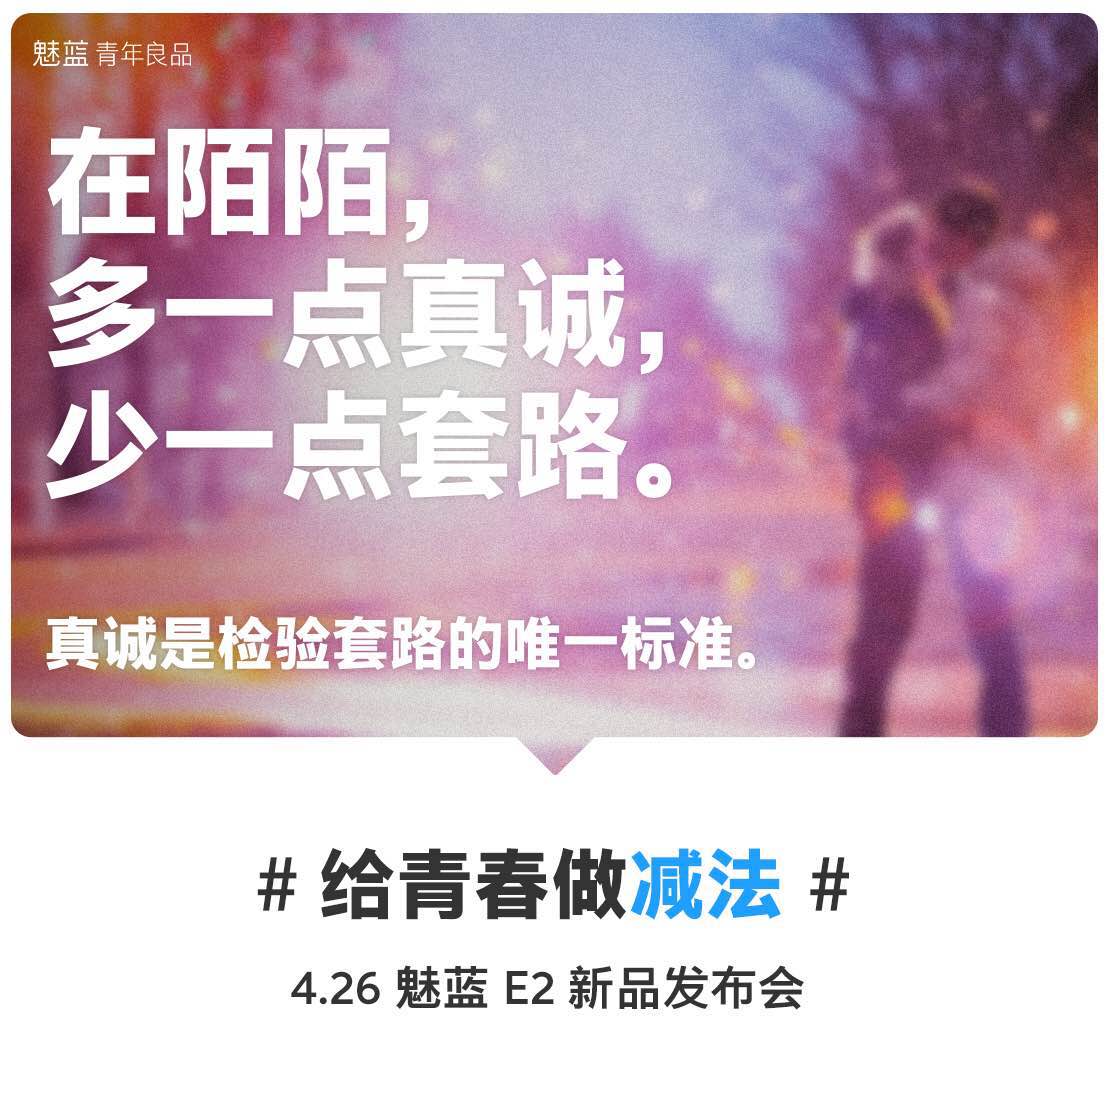 魅蓝 青年良品
在陌陌，
多一点真诚，
少一点套路。
真诚是检验套路的唯一标准。
# 给青春做减法 #
4.26 魅蓝 E2 新品发布会